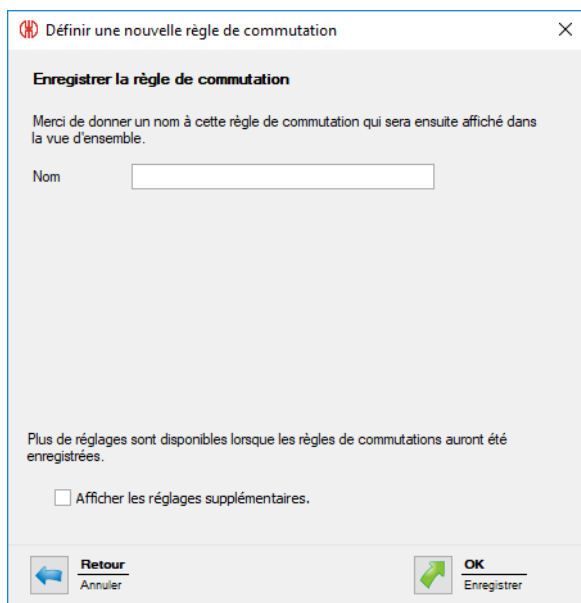 Définir une nouvelle règle de commutation
Enregistrer la règle de commutation
Merci de donner un nom à cette règle de commutation qui sera ensuite affiché dans
la vue d'ensemble.
Nom
Plus de réglages sont disponibles lorsque les règles de commutations auront été
enregistrées.
Afficher les réglages supplémentaires.
Retour
Annuler
OK
Enregistrer